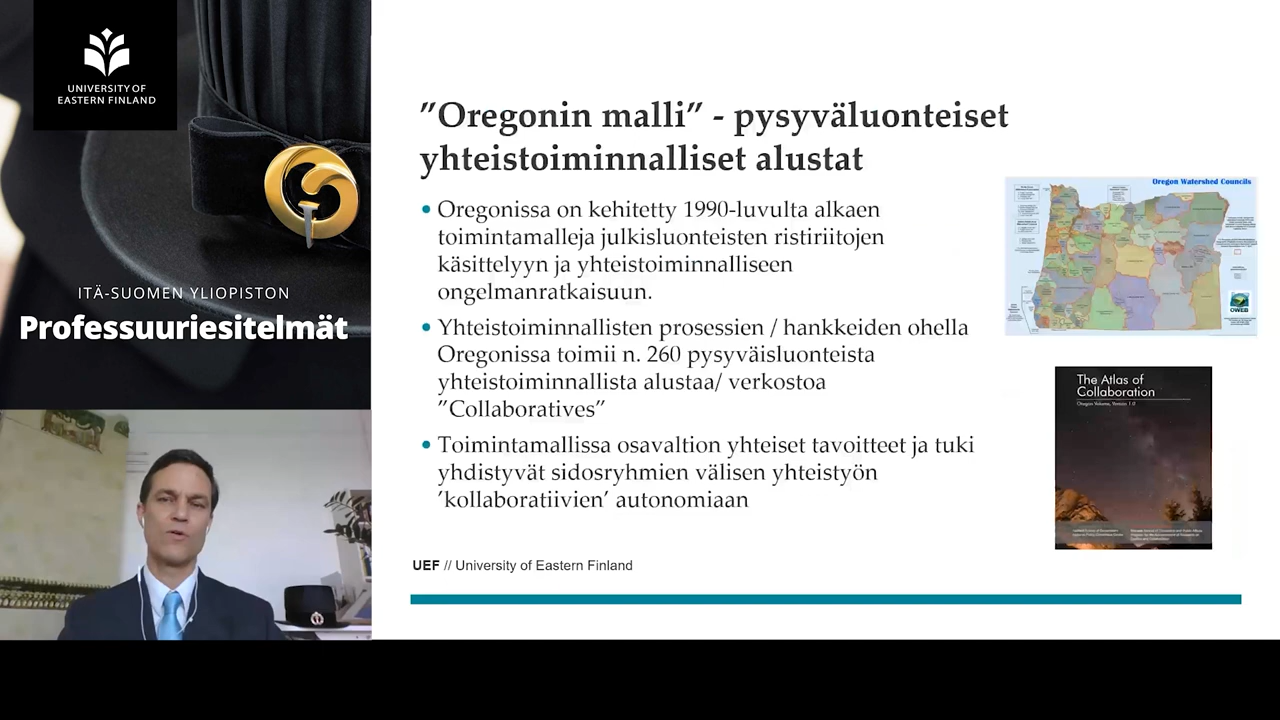 UNIVERSITY OF
EASTERN FINLAND
ITÄ-SUOMEN YLIOPISTON
Professuuriesitelmät
”Oregonin malli” - pysyväluonteiset
yhteistoiminnalliset alustat
• Oregonissa on kehitetty 1990-luvulta alkaen
toimintamalleja julkisluonteisten ristiriitojen
käsittelyyn ja yhteistoiminnalliseen
ongelmanratkaisuun.
• Yhteistoiminnallisten prosessien / hankkeiden ohella
Oregonissa toimii n. 260 pysyväisluonteista
yhteistoiminnallista alustaa/ verkostoa
”Collaboratives”
• Toimintamallissa osavaltion yhteiset tavoitteet ja tuki
yhdistyvät sidosryhmien välisen yhteistyön
’kollaboratiivien’ autonomiaan
Oregon Watershed Councils
OWEB
The Atlas of
Collaboration
Oregon Volume, Version 1.0
UEF // University of Eastern Finland